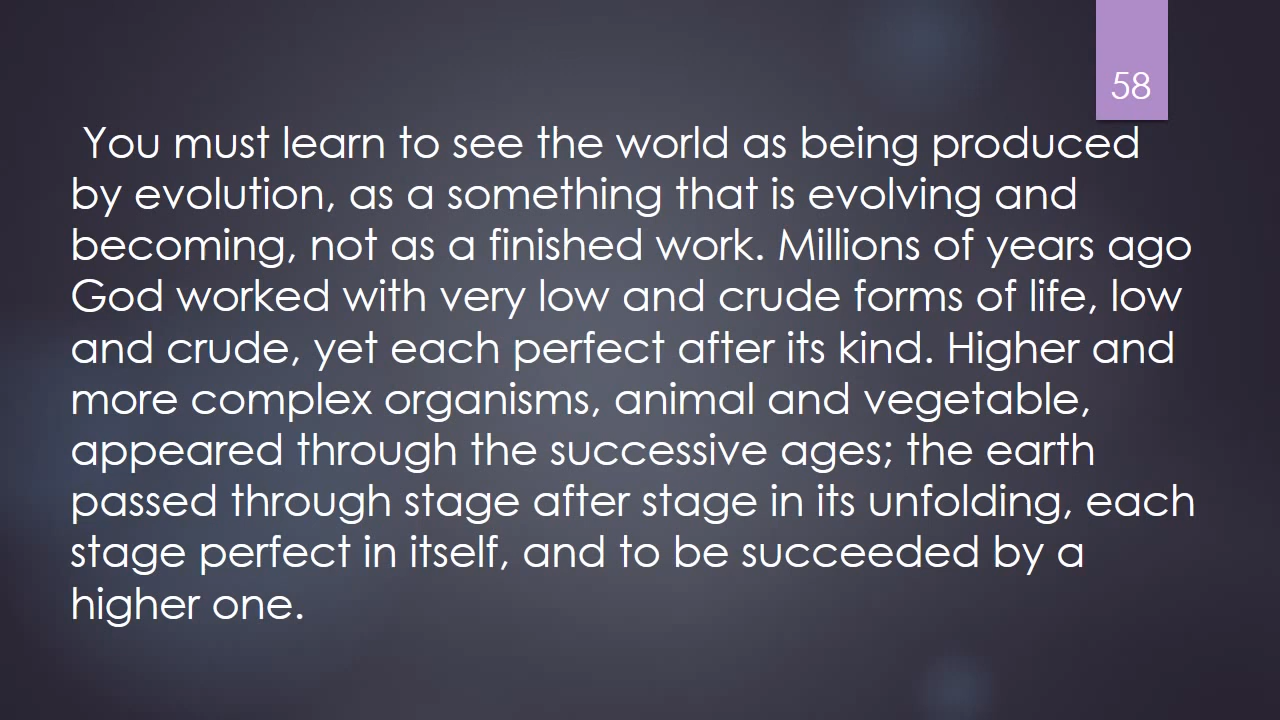 58
You must learn to see the world as being produced
by evolution, as a something that is evolving and
becoming, not as a finished work. Millions of years ago
God worked with very low and crude forms of life, low
and crude, yet each perfect after its kind. Higher and
more complex organisms, animal and vegetable,
appeared through the successive ages; the earth
passed through stage after stage in its unfolding, each
stage perfect in itself, and to be succeeded by a
higher one.